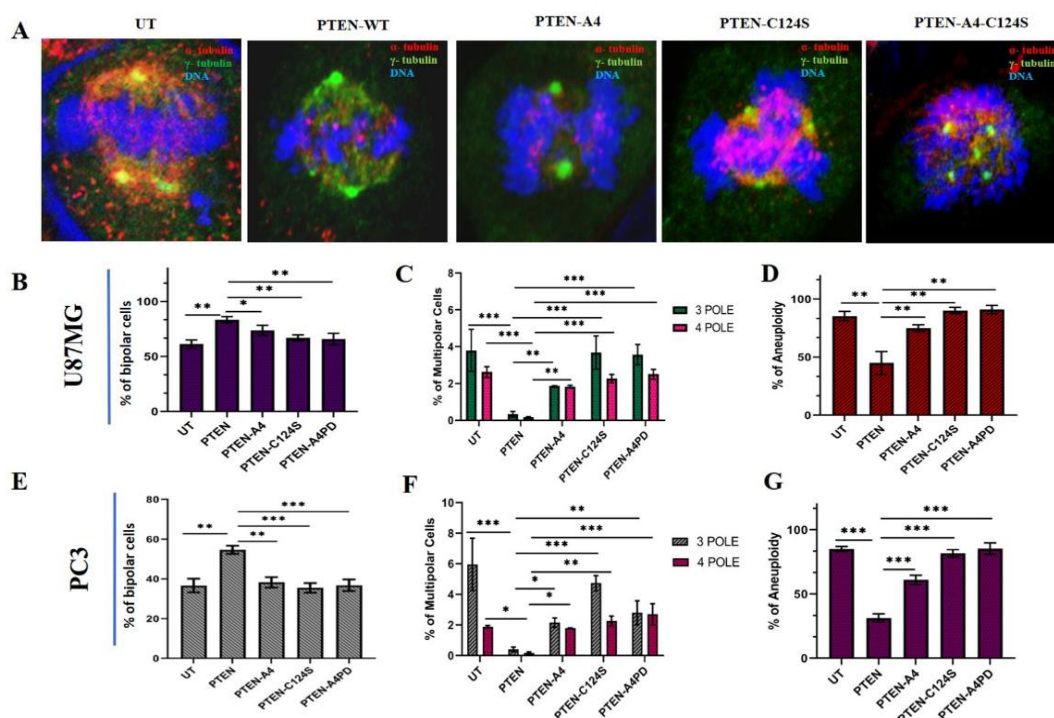 UT PTEN-WT PTEN-A4 PTEN-C124S PTEN-A4-C124S
A
α- tubulin α- tubulin α- tubulin α- tubulin α- tubulin
γ- tubulin γ- tubulin γ- tubulin γ- tubulin γ- tubulin
DNA DNA DNA DNA DNA
U87MG
B
% of bipolar cells
100
50
0
** ** ** *
UT PTEN PTEN-A4 PTEN-C124S PTEN-A4PD
C
% of Multipolar Cells
8
6
4
2
0
*** *** *** *** *** *** ** **
3 POLE
4 POLE
UT PTEN PTEN-A4 PTEN-C124S PTEN-A4PD
D
% of Aneuploidy
100
50
0
** ** ** **
UT PTEN PTEN-A4 PTEN-C124S PTEN-A4PD
PC3
E
% of bipolar cells
80
60
40
20
0
** *** *** **
UT PTEN PTEN-A4 PTEN-C124S PTEN-A4PD
F
% of Multipolar Cells
10
8
6
4
2
0
** *** *** *** ** * * *
3 POLE
4 POLE
UT PTEN PTEN-A4 PTEN-C124S PTEN-A4PD
G
% of Aneuploidy
100
50
0
*** *** *** ***
UT PTEN PTEN-A4 PTEN-C124S PTEN-A4PD